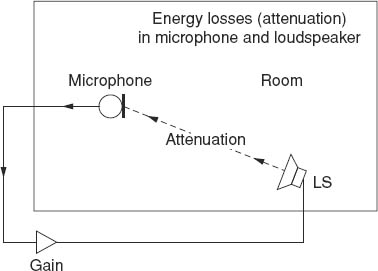 Energy losses (attenuation)
in microphone and loudspeaker
Microphone
Room
Attenuation
LS
Gain